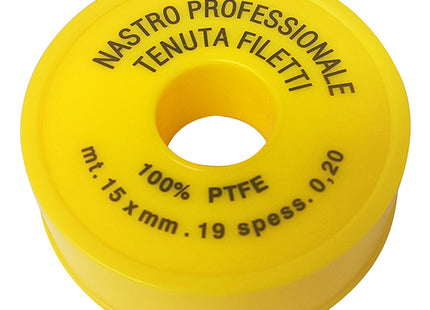 NASTRO PROFESSIONALE
TENUTA FILETTI
100% PTFE
mt. 15 x mm. 19 spess. 0,20